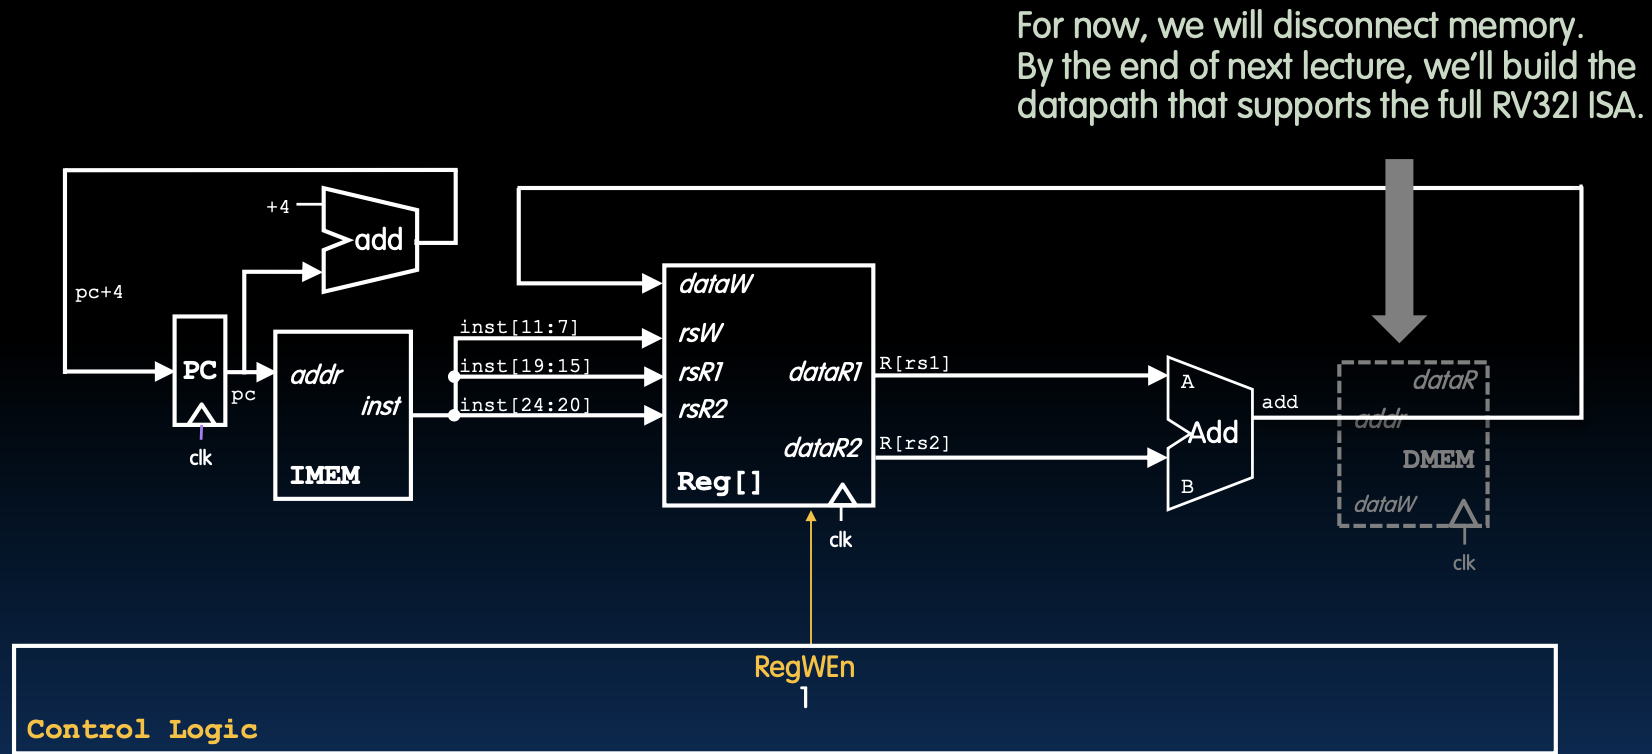 For now, we will disconnect memory.
By the end of next lecture, we'll build the
datapath that supports the full RV32I ISA.
+4
add
pc+4
PC
pc
clk
addr
inst
IMEM
inst[11:7]
inst[19:15]
inst[24:20]
dataW
rsW
rsR1
rsR2
dataR1
dataR2
Reg[]
clk
R[rs1]
R[rs2]
A
Add
B
add
dataR
addr
DMEM
dataW
clk
RegWEn
1
Control Logic